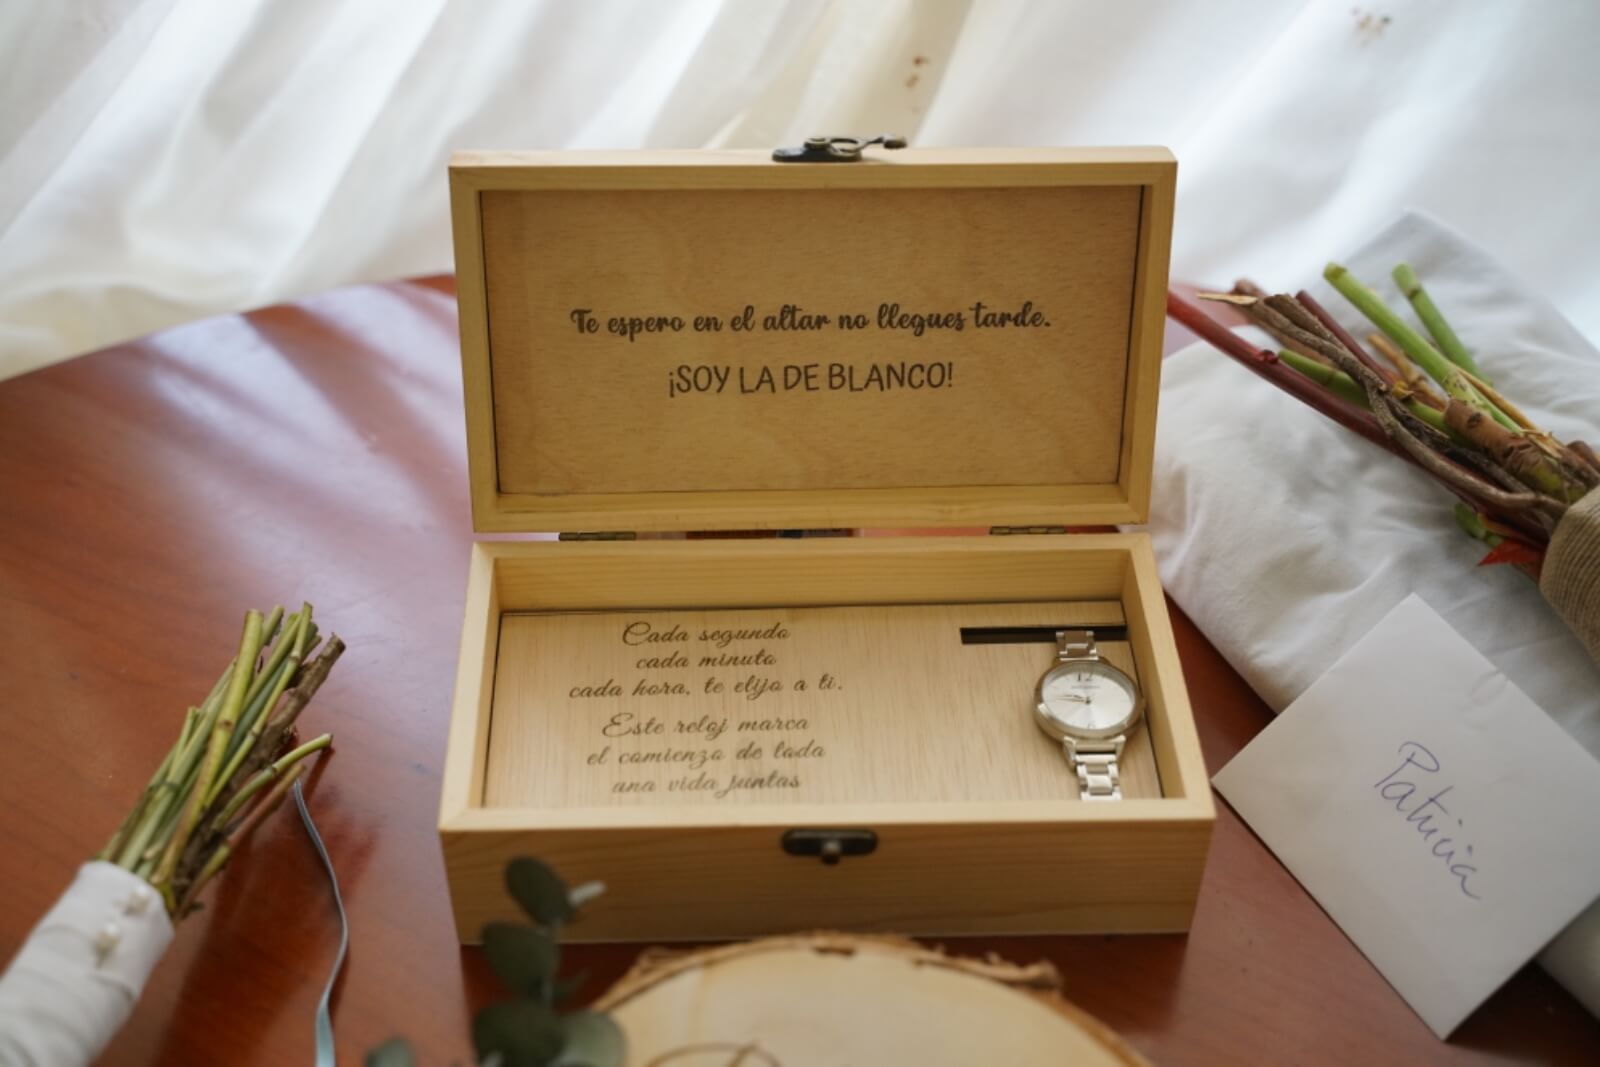 Te espero en el altar no llegues tarde.
¡SOY LA DE BLANCO!
Cada segundo
cada minuto
cada hora, te elijo a ti.
Este reloj marca
el comienzo de toda
una vida juntas
12
Patricia